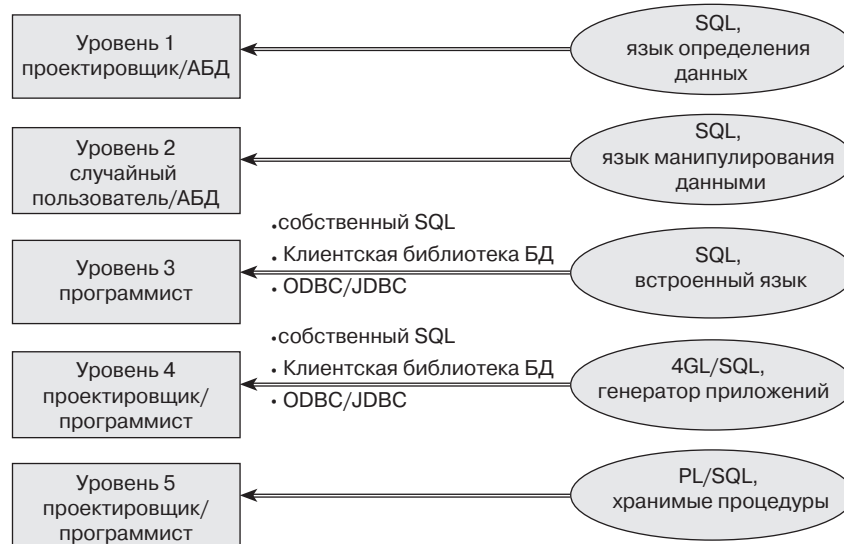 Уровень 1
проектировщик/АБД
SQL,
язык определения
данных
Уровень 2
случайный
пользователь/АБД
SQL,
язык манипулирования
данными
.собственный SQL
. Клиентская библиотека БД
. ODBC/JDBC
Уровень 3
программист
SQL,
встроенный язык
·собственный SQL
· Клиентская библиотека БД
· ODBC/JDBC
Уровень 4
проектировщик/
программист
4GL/SQL,
генератор приложений
Уровень 5
проектировщик/
программист
PL/SQL,
хранимые процедуры